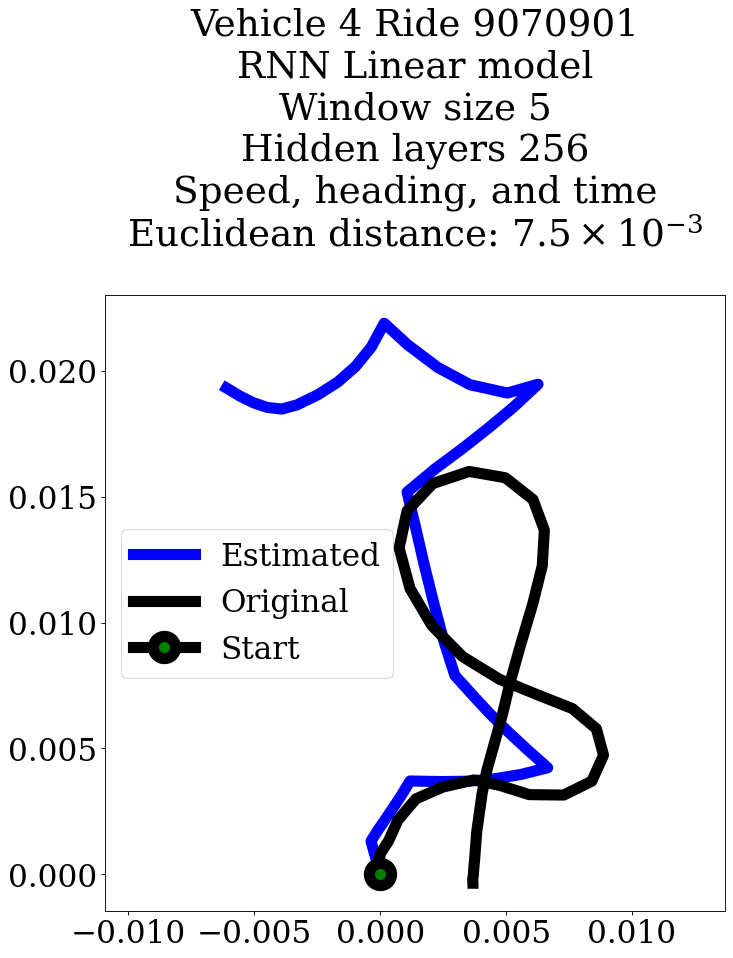 Vehicle 4 Ride 9070901
RNN Linear model
Window size 5
Hidden layers 256
Speed, heading, and time
Euclidean distance: 7.5 × 10⁻³
0.020
0.015
0.010
0.005
0.000
Estimated
Original
Start
−0.010 −0.005 0.000 0.005 0.010